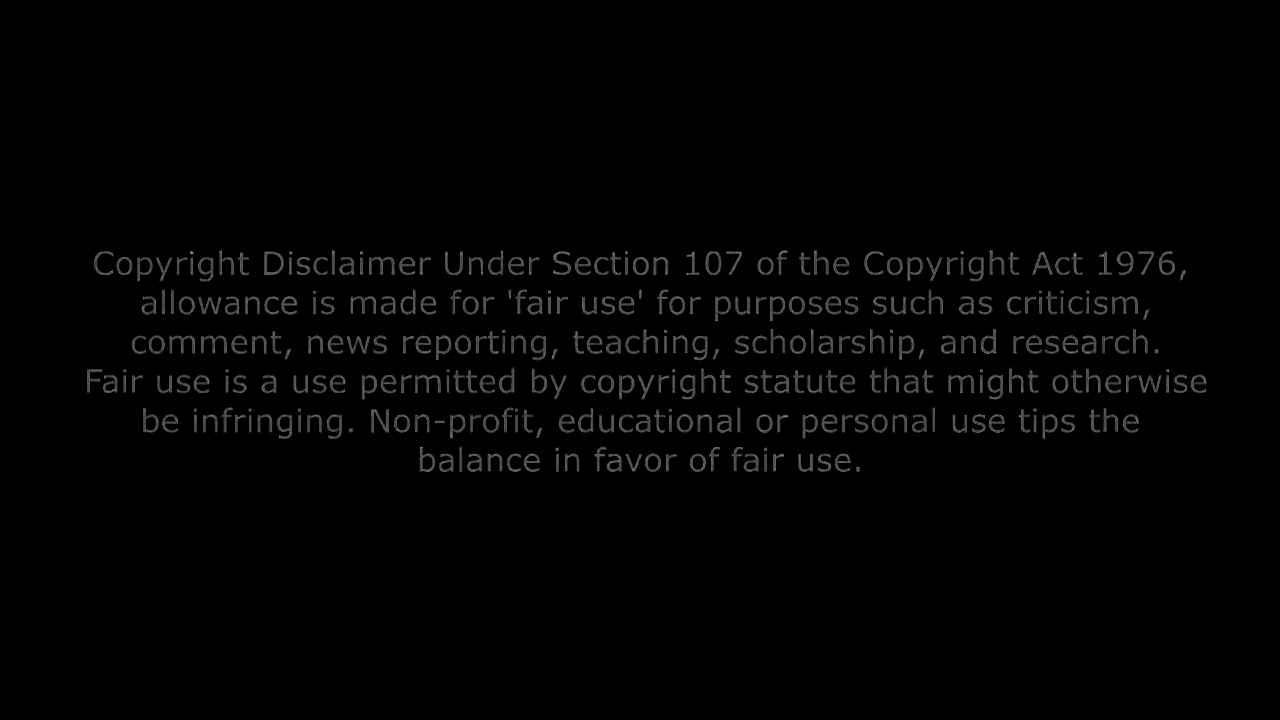 Copyright Disclaimer Under Section 107 of the Copyright Act 1976,
allowance is made for 'fair use' for purposes such as criticism,
comment, news reporting, teaching, scholarship, and research.
Fair use is a use permitted by copyright statute that might otherwise
be infringing. Non-profit, educational or personal use tips the
balance in favor of fair use.